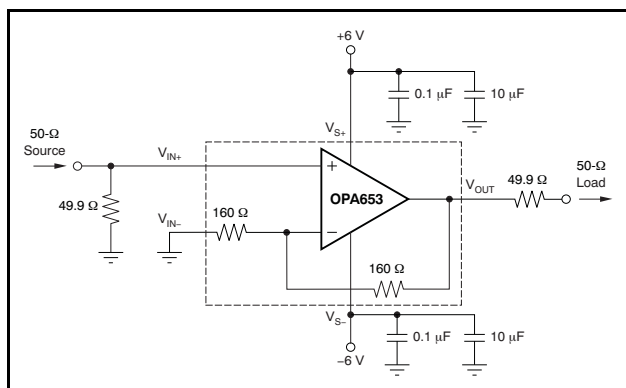 +6 V
0.1 μF
10 μF
V_S+
50-Ω
Source
V_IN+
49.9 Ω
V_IN−
160 Ω
+
−
OPA653
V_OUT
49.9 Ω
50-Ω
Load
160 Ω
V_S−
0.1 μF
10 μF
−6 V